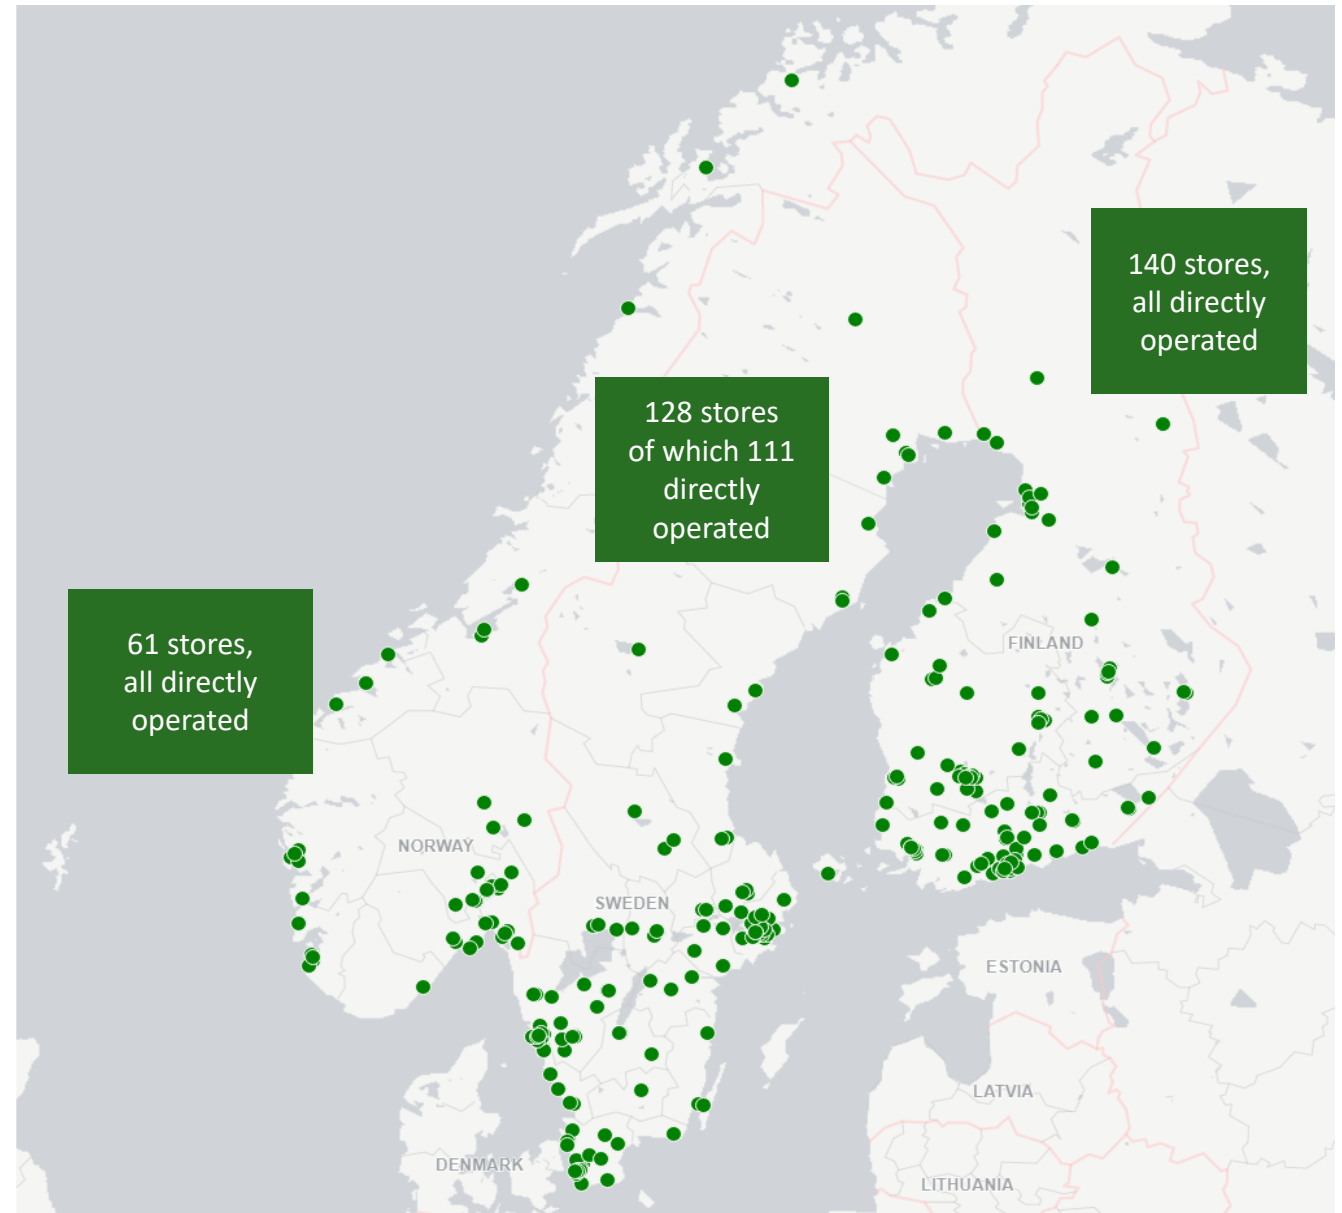 140 stores,
all directly
operated
128 stores
of which 111
directly
operated
61 stores,
all directly
operated
FINLAND
NORWAY
SWEDEN
ESTONIA
LATVIA
DENMARK
LITHUANIA